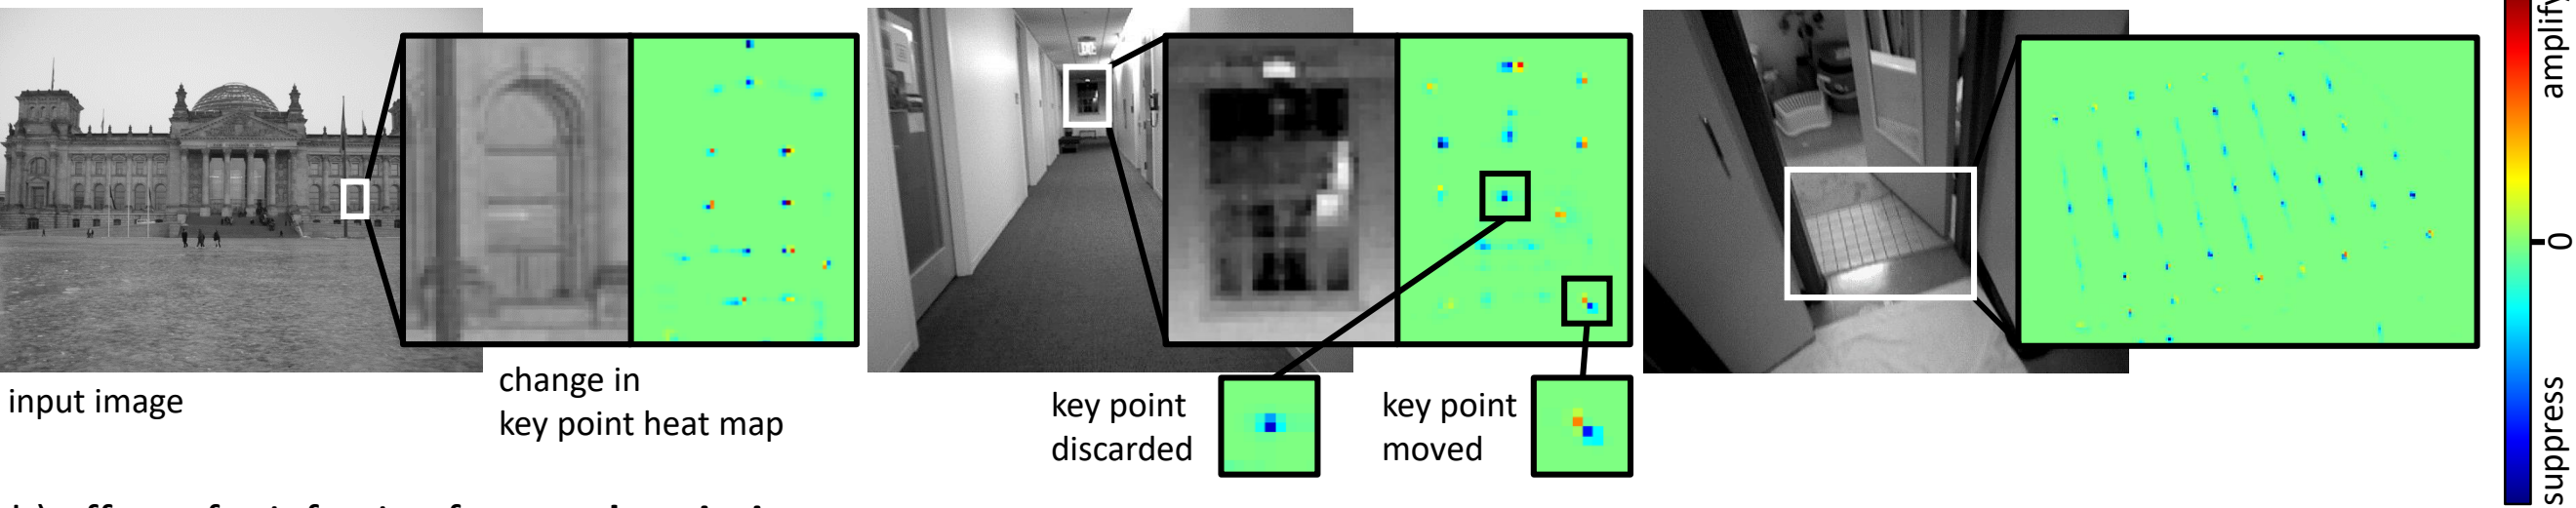 input image
change in
key point heat map
key point
discarded
key point
moved
amplify
0
suppress